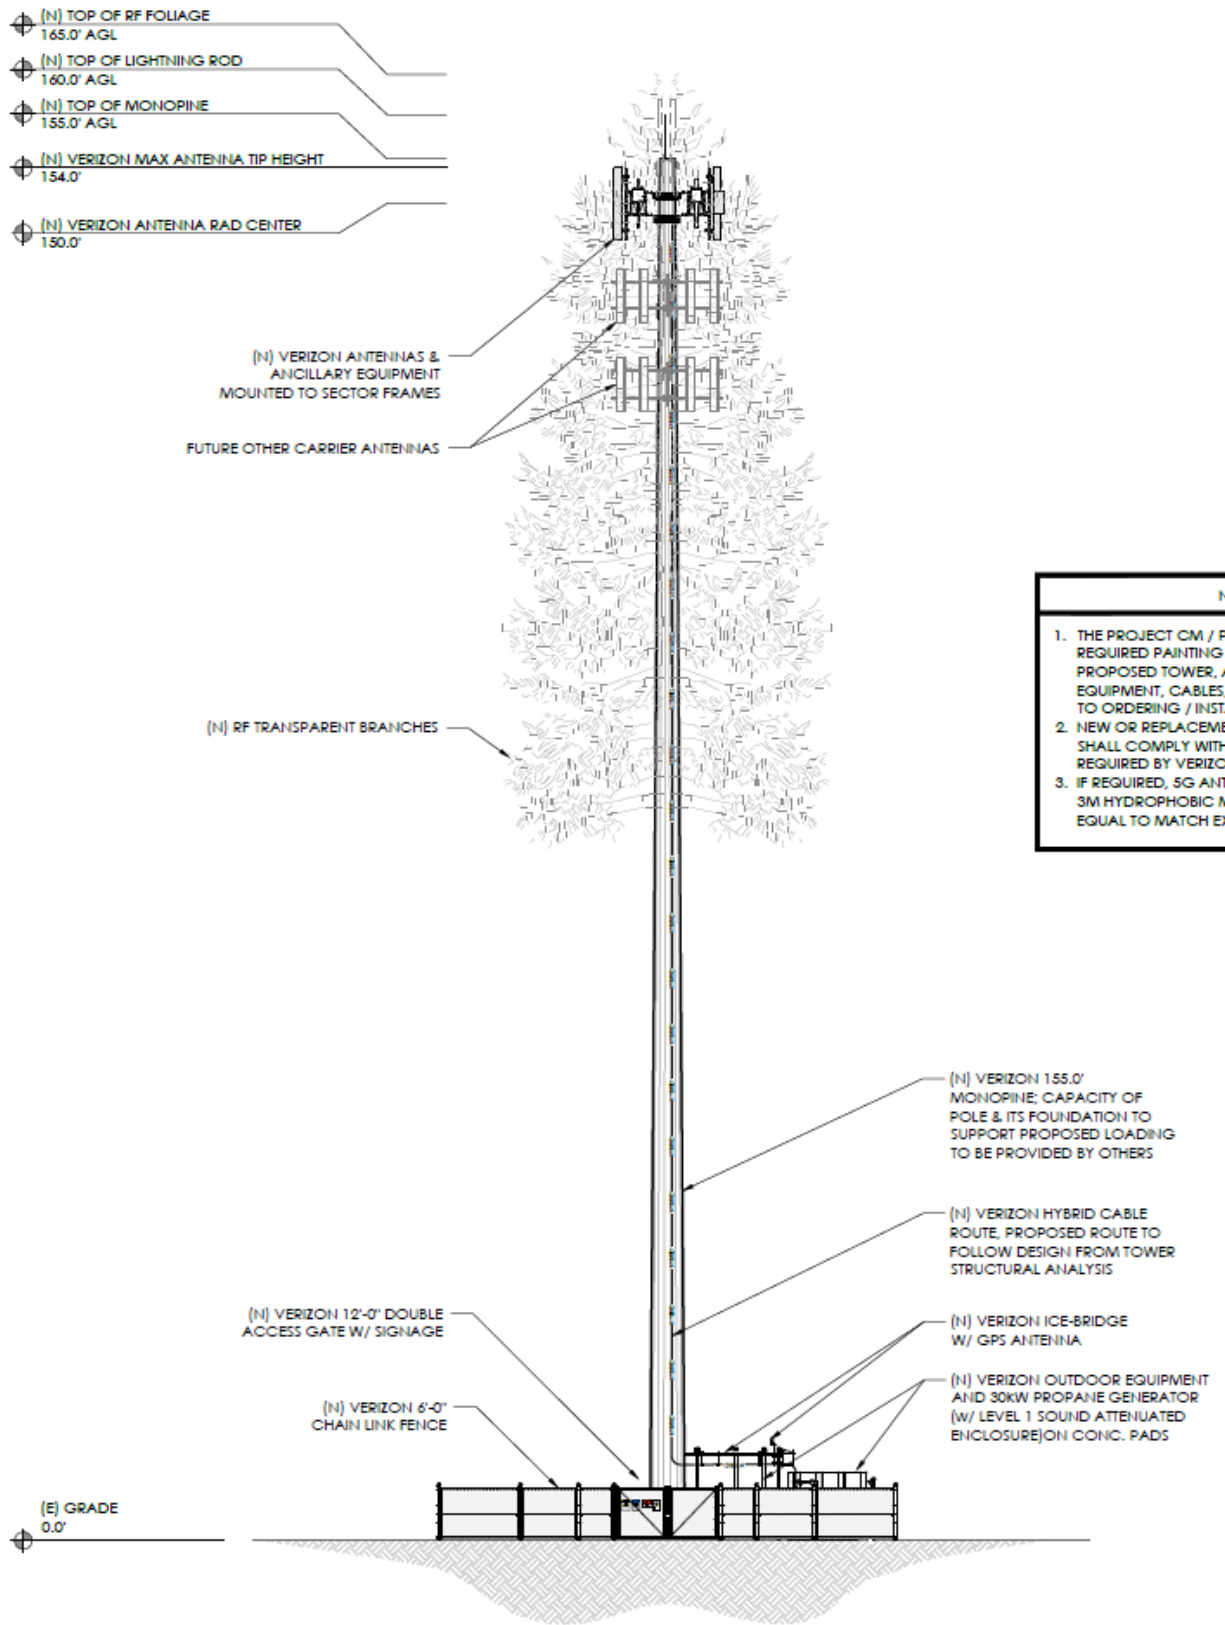 (N) TOP OF RF FOLIAGE
165.0' AGL
(N) TOP OF LIGHTNING ROD
160.0' AGL
(N) TOP OF MONOPINE
155.0' AGL
(N) VERIZON MAX ANTENNA TIP HEIGHT
154.0'
(N) VERIZON ANTENNA RAD CENTER
150.0'
(N) VERIZON ANTENNAS &
ANCILLARY EQUIPMENT
MOUNTED TO SECTOR FRAMES
FUTURE OTHER CARRIER ANTENNAS
1. THE PROJECT CM /
REQUIRED PAINTING
PROPOSED TOWER,
EQUIPMENT, CABLES,
TO ORDERING /
2. NEW OR
SHALL COMPLY
REQUIRED BY
3. IF REQUIRED, 5G
3M HYDROPHOBIC
EQUAL TO MATCH
(N) RF TRANSPARENT BRANCHES
(N) VERIZON 155.0'
MONOPINE; CAPACITY OF
POLE & ITS FOUNDATION TO
SUPPORT PROPOSED LOADING
TO BE PROVIDED BY OTHERS
(N) VERIZON HYBRID CABLE
ROUTE, PROPOSED ROUTE TO
FOLLOW DESIGN FROM TOWER
STRUCTURAL ANALYSIS
(N) VERIZON 12'-0" DOUBLE
ACCESS GATE W/ SIGNAGE
(N) VERIZON ICE-BRIDGE
W/ GPS ANTENNA
(N) VERIZON 6'-0"
CHAIN LINK FENCE
(N) VERIZON OUTDOOR EQUIPMENT
AND 30kW PROPANE GENERATOR
(w/ LEVEL 1 SOUND ATTENUATED
ENCLOSURE)ON CONC. PADS
(E) GRADE
0.0'